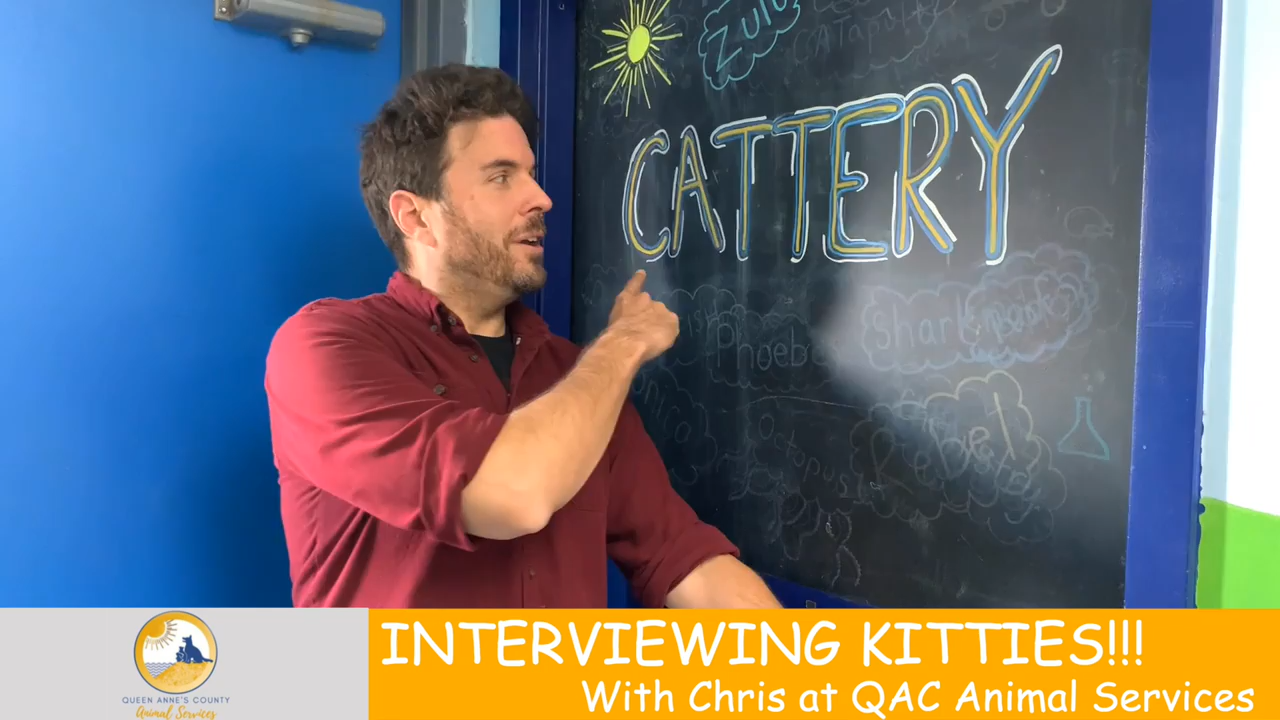 Zulu
CATapult
CATTERY
Shark
Phoebe
Octopus
Rebel
INTERVIEWING KITTIES!!!
With Chris at QAC Animal Services
QUEEN ANNE'S COUNTY
Animal Services